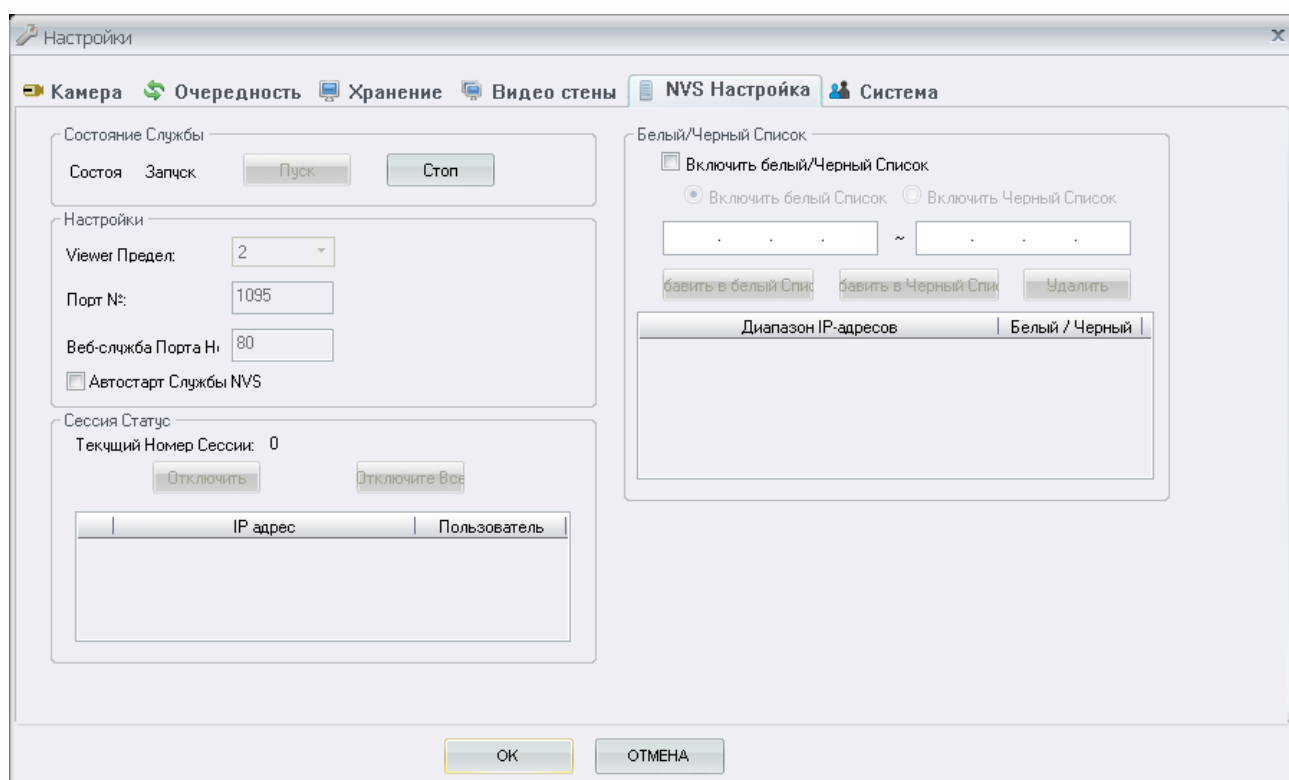 Настройки
x
Камера Очередность Хранение Видео стены NVS Настройка Система
Состояние Службы
Состоя Запуск Пуск Стоп
Настройки
Viewer Предел: 2
Порт №: 1095
Веб-служба Порта Но 80
Автостарт Службы NVS
Сессия Статус
Текущий Номер Сессии: 0
Отключить Отключите Все
IP адрес Пользователь
Белый/Черный Список
Включить белый/Черный Список
Включить белый Список Включить Черный Список
. . . ~ . . .
бавить в белый Спис бавить в Черный Спи Удалить
Диапазон IP-адресов Белый / Черный
OK ОТМЕНА